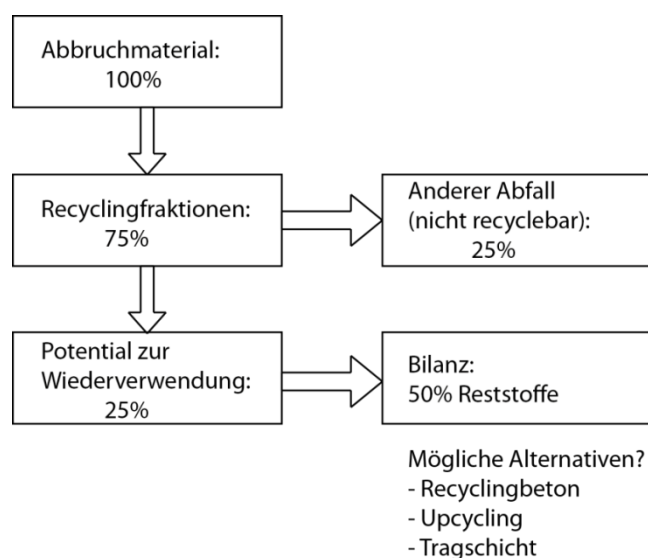 Abbruchmaterial:
100%
Recyclingfraktionen:
75%
Anderer Abfall
(nicht recyclebar):
25%
Potential zur
Wiederverwendung:
25%
Bilanz:
50% Reststoffe
Mögliche Alternativen?
- Recyclingbeton
- Upcycling
- Tragschicht